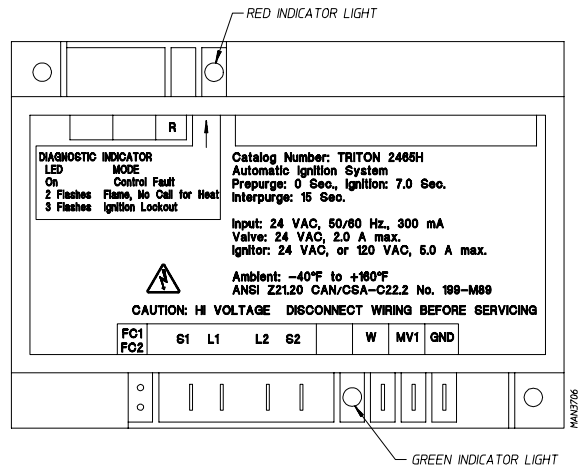 RED INDICATOR LIGHT
R
DIAGNOSTIC INDICATOR
LED MODE
On Control Fault
2 Flashes Flame, No Call for Heat
3 Flashes Ignition Lockout
Catalog Number: TRITON 2465H
Automatic Ignition System
Prepurge: 0 Sec., Ignition: 7.0 Sec.
Interpurge: 15 Sec.
Input: 24 VAC, 50/60 Hz., 300 mA
Valve: 24 VAC, 2.0 A max.
Ignitor: 24 VAC, or 120 VAC, 5.0 A max.
Ambient: -40°F to +160°F
ANSI Z21.20 CAN/CSA-C22.2 No. 199-M89
CAUTION: HI VOLTAGE DISCONNECT WIRING BEFORE SERVICING
FC1
FC2
S1 L1 L2 S2 W MV1 GND
MAN3706
GREEN INDICATOR LIGHT